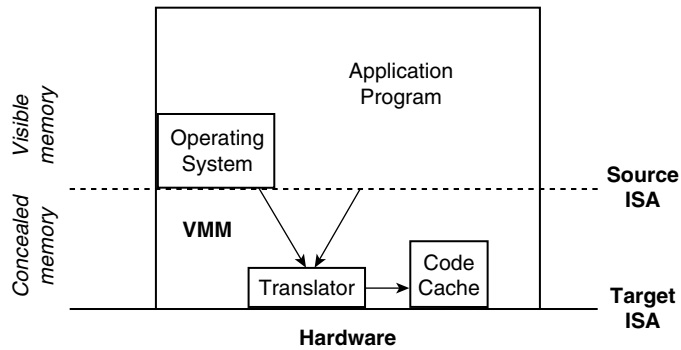 Application
Program
Visible
memory
Operating
System
Source
ISA
Concealed
memory
VMM
Code
Cache
Translator
Target
ISA
Hardware